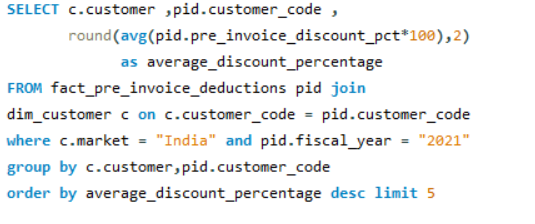 SELECT c.customer ,pid.customer_code ,
round(avg(pid.pre_invoice_discount_pct*100),2)
as average_discount_percentage
FROM fact_pre_invoice_deductions pid join
dim_customer c on c.customer_code = pid.customer_code
where c.market = "India" and pid.fiscal_year = "2021"
group by c.customer,pid.customer_code
order by average_discount_percentage desc limit 5